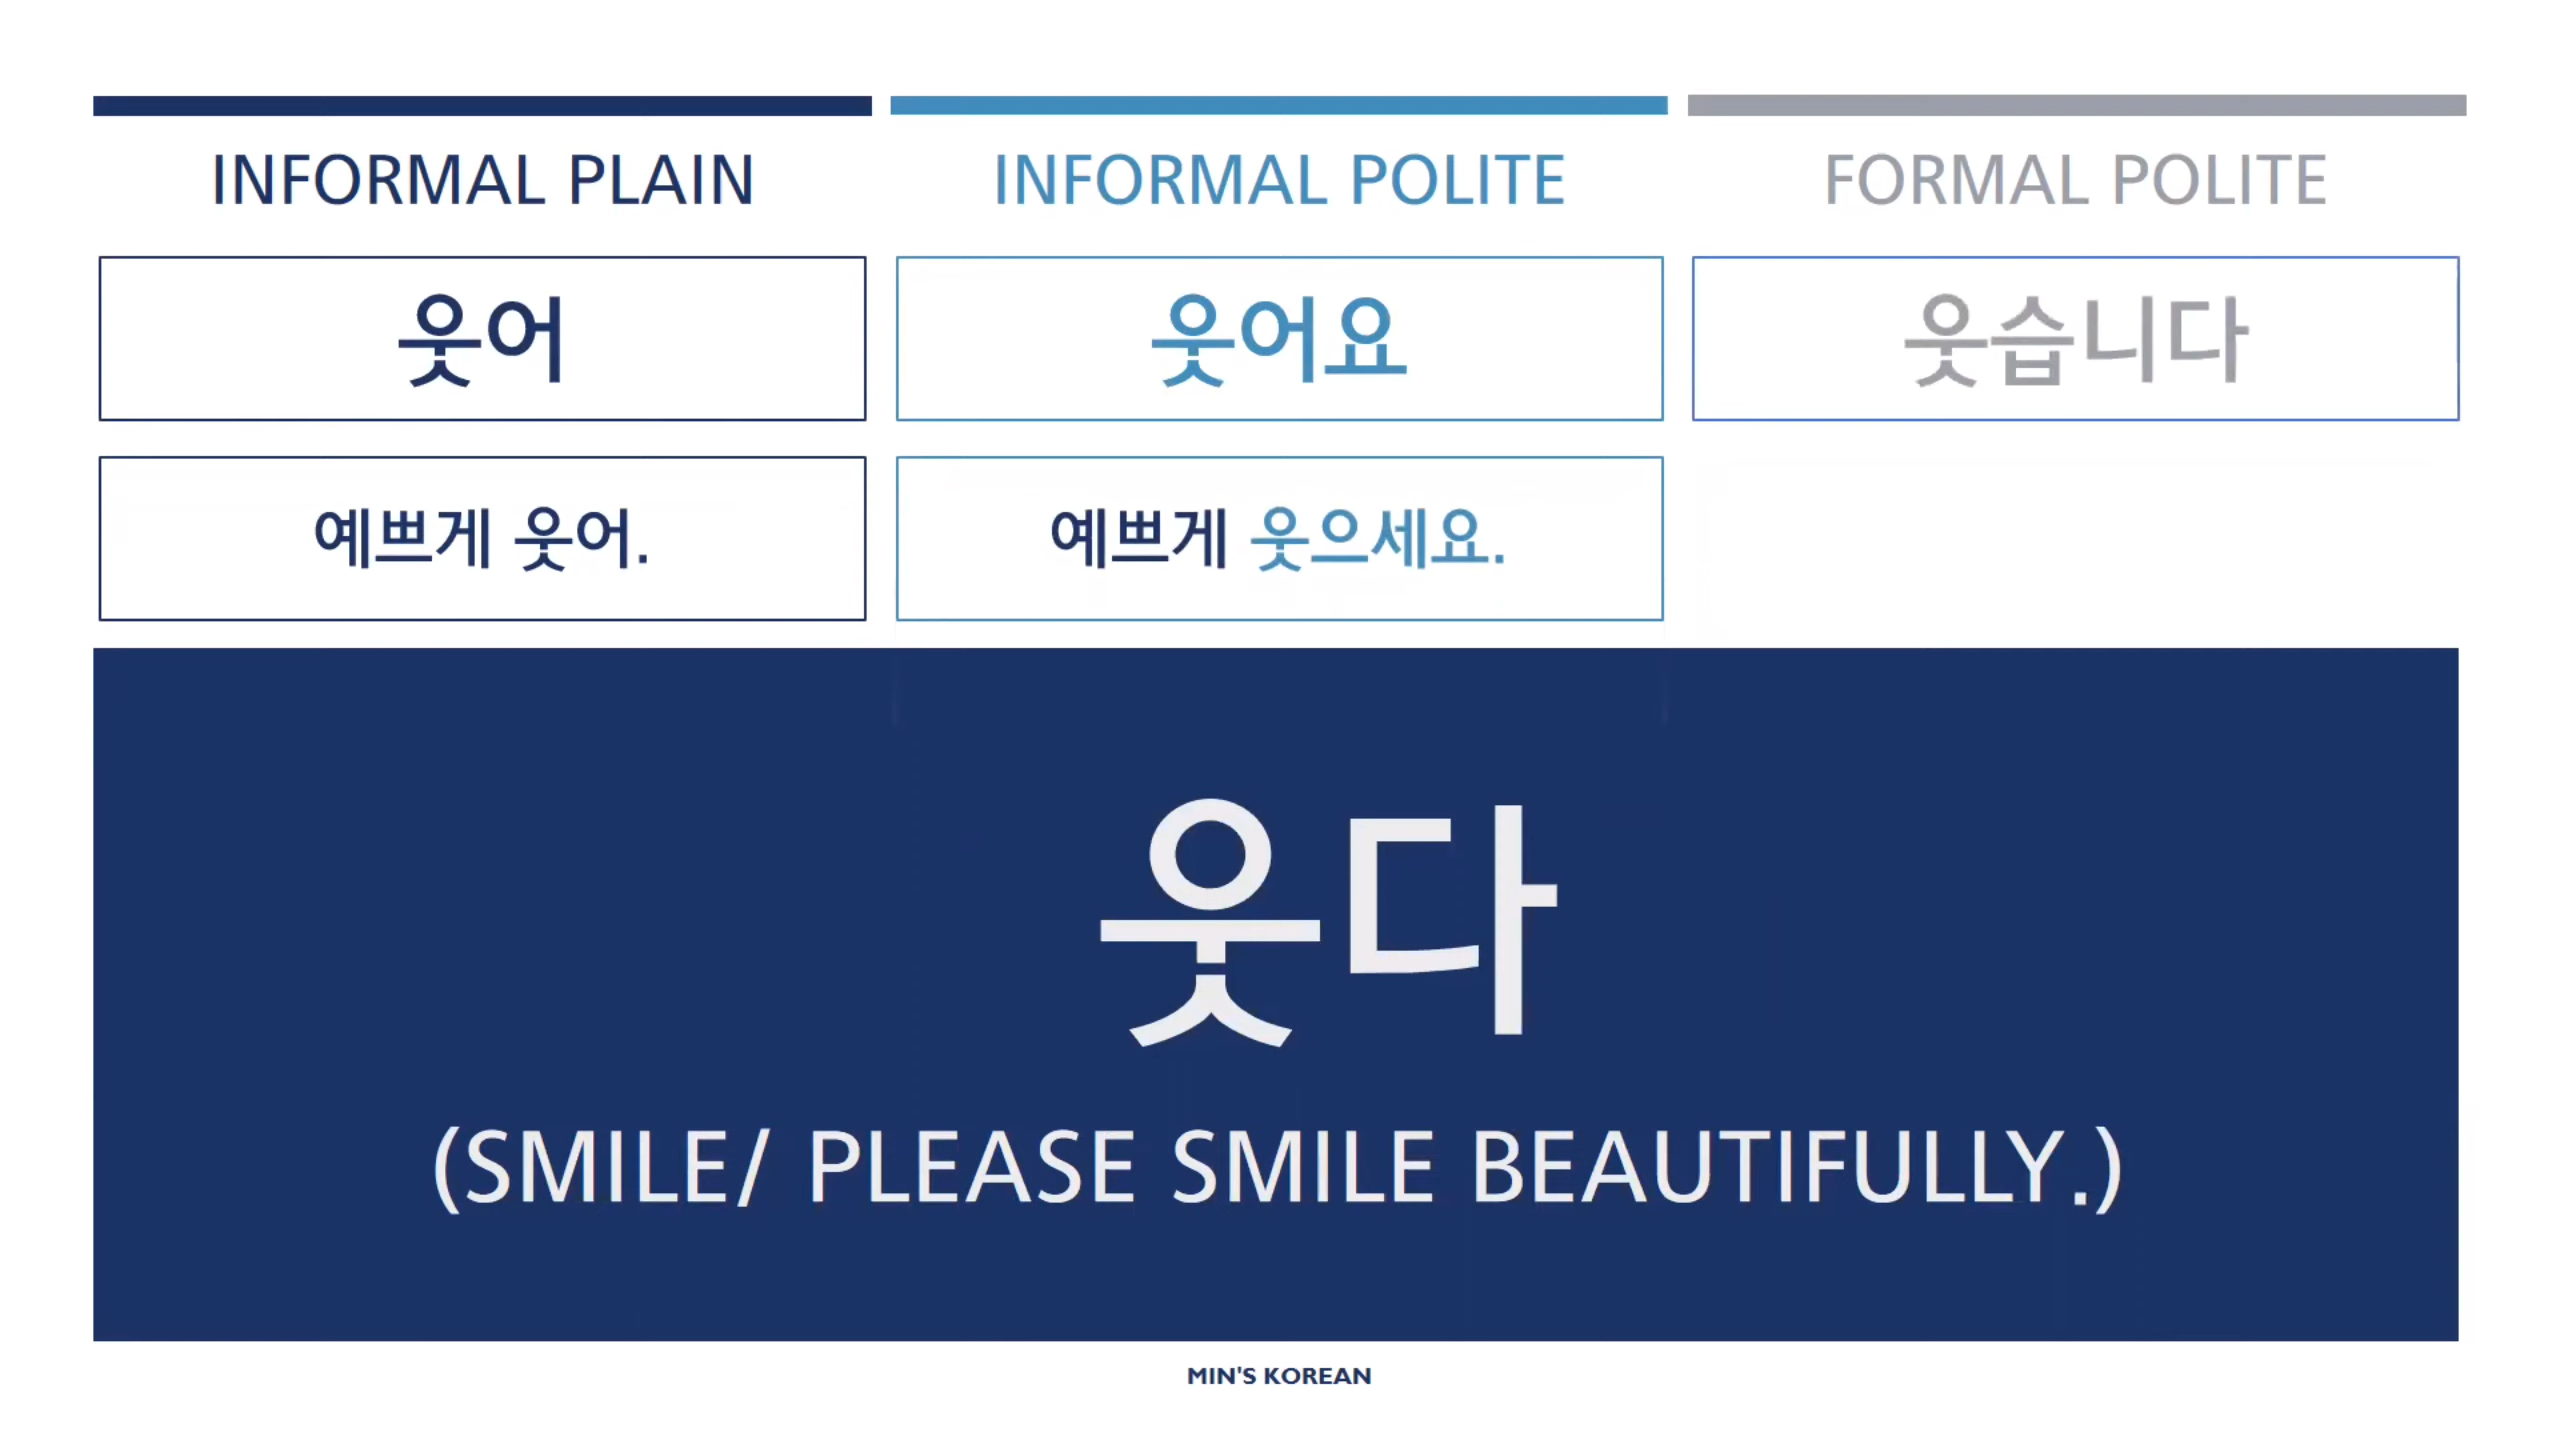 INFORMAL PLAIN
INFORMAL POLITE
FORMAL POLITE
웃어
웃어요
웃습니다
예쁘게 웃어.
예쁘게 웃으세요.
웃다
(SMILE/ PLEASE SMILE BEAUTIFULLY.)
MIN'S KOREAN